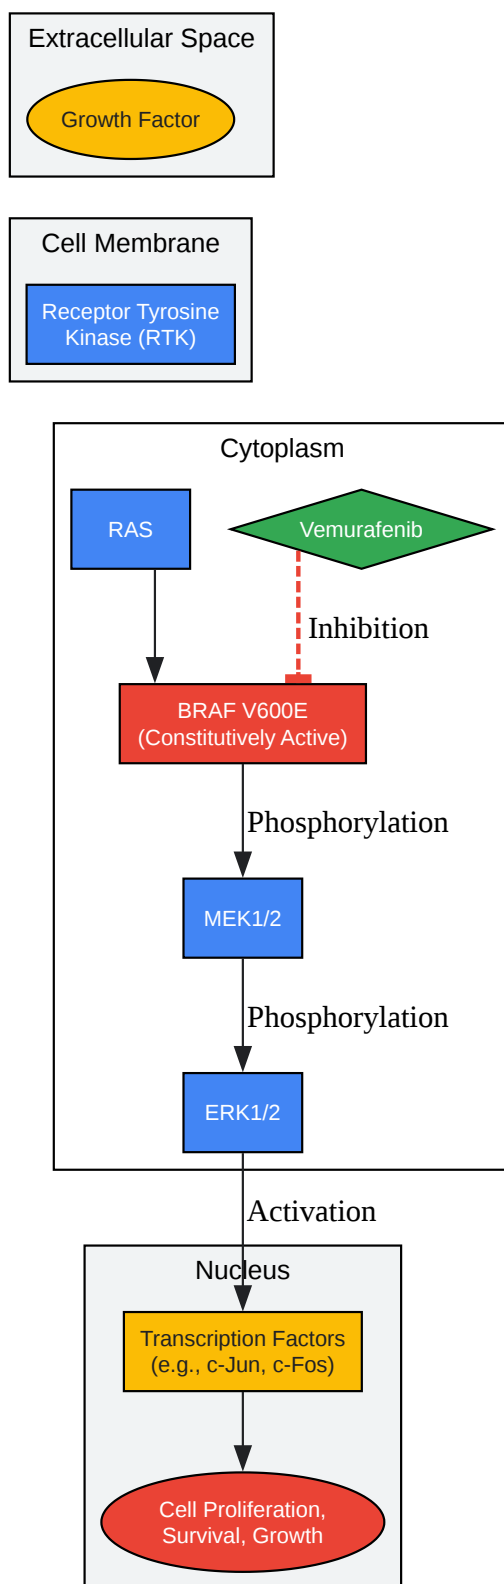 Extracellular Space
Growth Factor
Cell Membrane
Receptor Tyrosine
Kinase (RTK)
Cytoplasm
RAS
Vemurafenib
Inhibition
BRAF V600E
(Constitutively Active)
Phosphorylation
MEK1/2
Phosphorylation
ERK1/2
Activation
Nucleus
Transcription Factors
(e.g., c-Jun, c-Fos)
Cell Proliferation,
Survival, Growth